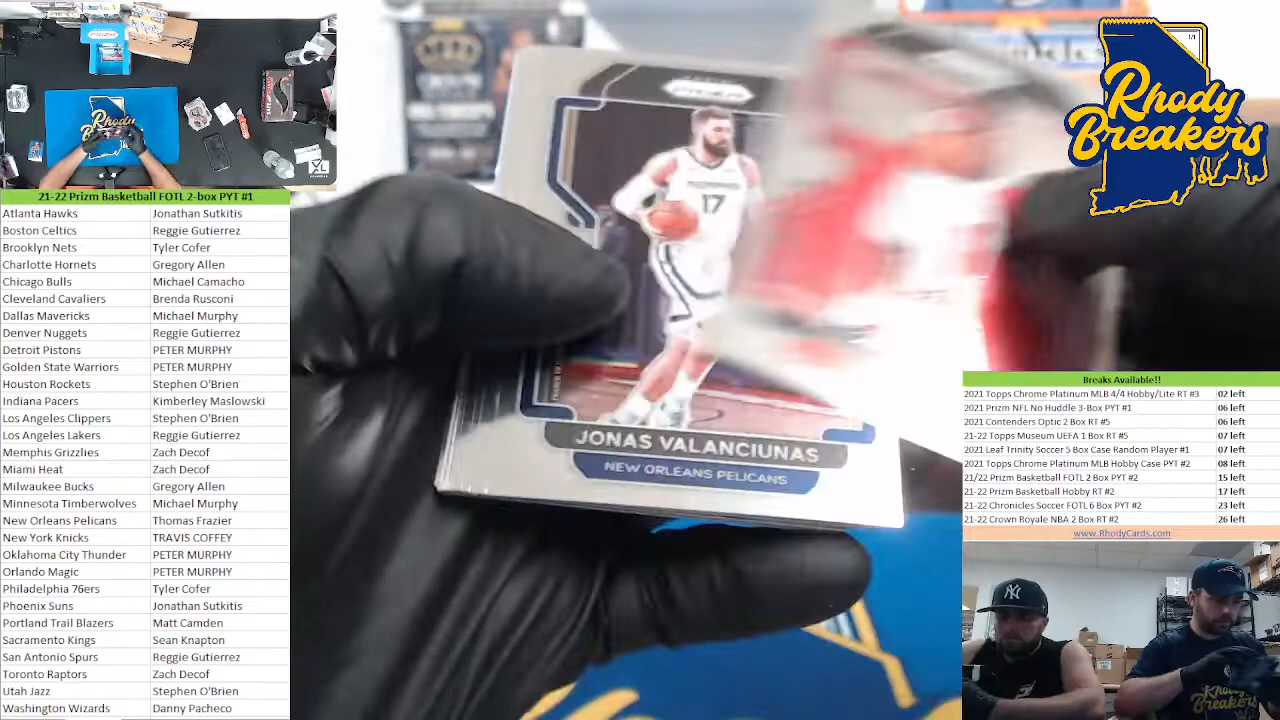 21-22 Prizm Basketball FOTL 2-box PYT #1
Atlanta Hawks Jonathan Sutkitis
Boston Celtics Reggie Gutierrez
Brooklyn Nets Tyler Cofer
Charlotte Hornets Gregory Allen
Chicago Bulls Michael Camacho
Cleveland Cavaliers Brenda Rusconi
Dallas Mavericks Michael Murphy
Denver Nuggets Reggie Gutierrez
Detroit Pistons PETER MURPHY
Golden State Warriors PETER MURPHY
Houston Rockets Stephen O'Brien
Indiana Pacers Kimberley Maslowski
Los Angeles Clippers Stephen O'Brien
Los Angeles Lakers Reggie Gutierrez
Memphis Grizzlies Zach Decof
Miami Heat Zach Decof
Milwaukee Bucks Gregory Allen
Minnesota Timberwolves Michael Murphy
New Orleans Pelicans Thomas Frazier
New York Knicks TRAVIS COFFEY
Oklahoma City Thunder PETER MURPHY
Orlando Magic PETER MURPHY
Philadelphia 76ers Tyler Cofer
Phoenix Suns Jonathan Sutkitis
Portland Trail Blazers Matt Camden
Sacramento Kings Sean Knapton
San Antonio Spurs Reggie Gutierrez
Toronto Raptors Zach Decof
Utah Jazz Stephen O'Brien
Washington Wizards Danny Pacheco
PRIZM
17
JONAS VALANCIUNAS
NEW ORLEANS PELICANS
1/1
Rhody
Breakers
Breaks Available!!
2021 Topps Chrome Platinum MLB 4/4 Hobby/Lite RT #3 02 left
2021 Prizm NFL No Huddle 3-Box PYT #1 06 left
2021 Contenders Optic 2 Box RT #5 06 left
21-22 Topps Museum UEFA 1 Box RT #5 07 left
2021 Leaf Trinity Soccer 5 Box Case Random Player #1 07 left
2021 Topps Chrome Platinum MLB Hobby Case PYT #2 08 left
21/22 Prizm Basketball FOTL 2 Box PYT #2 15 left
21-22 Prizm Basketball Hobby RT #2 17 left
21-22 Chronicles Soccer FOTL 6 Box PYT #2 23 left
21-22 Crown Royale NBA 2 Box RT #2 26 left
www.RhodyCards.com
NY
Rhody
Breakers